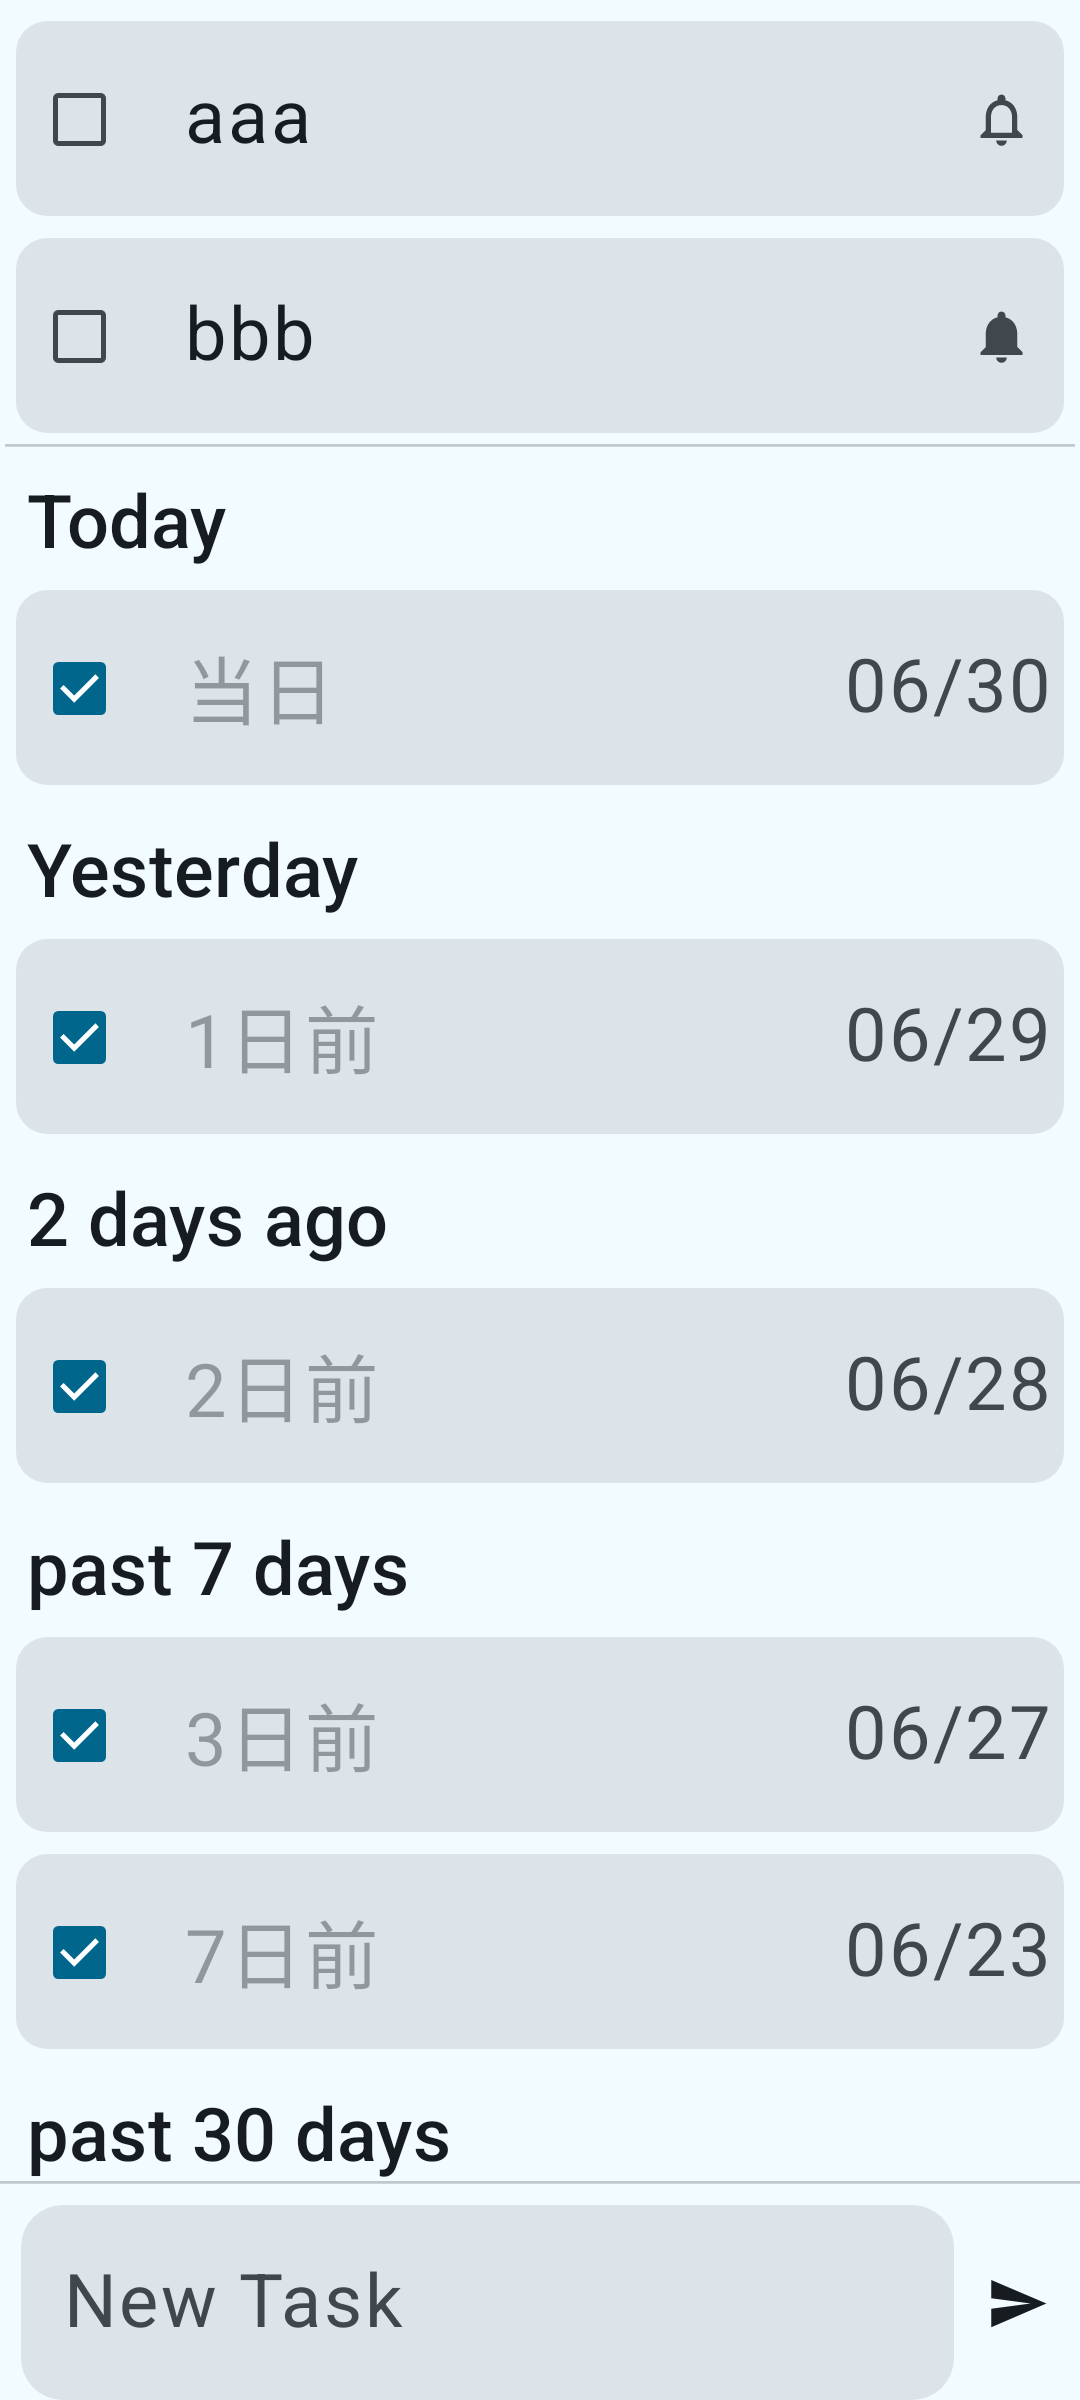 aaa
bbb
Today
当日 06/30
Yesterday
1日前 06/29
2 days ago
2日前 06/28
past 7 days
3日前 06/27
7日前 06/23
past 30 days
New Task